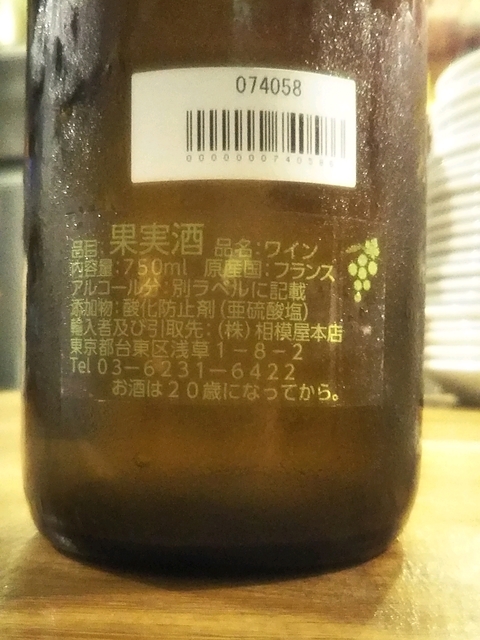 074058
品目:果実酒 品名:ワイン
内容量:750ml 原産国:フランス
アルコール分:別ラベルに記載
添加物:酸化防止剤(亜硫酸塩)
輸入者及び引取先:(株)相模屋本店
東京都台東区浅草1-8-2
Tel 03-6231-6422
お酒は20歳になってから。